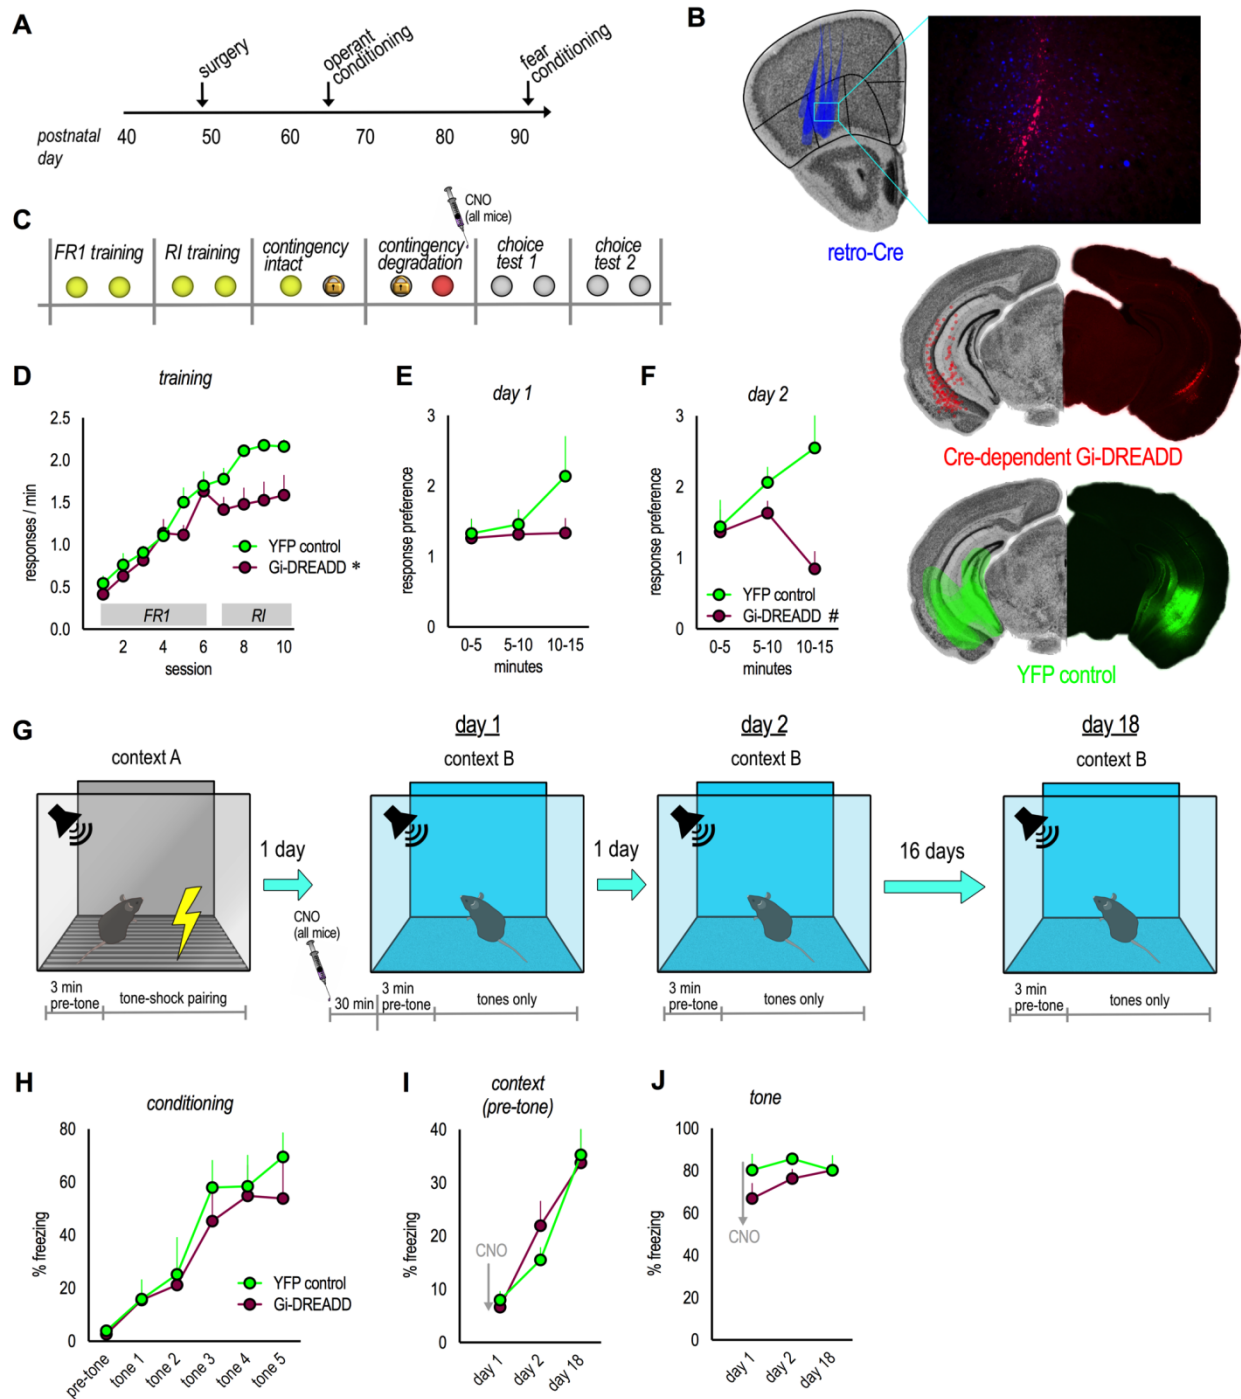 A
surgery
operant
conditioning
fear
conditioning
postnatal
day
40
50
60
70
80
90
B
retro-Cre
Cre-dependent Gi-DREADD
YFP control
C
CNO
(all mice)
FR1 training
RI training
contingency
intact
contingency
degradation
choice
test 1
choice
test 2
D
training
responses / min
2.5
2.0
1.5
1.0
0.5
0.0
YFP control
Gi-DREADD *
FR1
RI
2
4
6
8
10
session
E
day 1
response preference
3
2
1
0
0-5
5-10
10-15
minutes
F
day 2
response preference
3
2
1
0
YFP control
Gi-DREADD #
0-5
5-10
10-15
minutes
G
context A
3 min
pre-tone
tone-shock pairing
1 day
CNO
(all mice)
30 min
day 1
context B
3 min
pre-tone
tones only
1 day
day 2
context B
3 min
pre-tone
tones only
16 days
day 18
context B
3 min
pre-tone
tones only
H
conditioning
% freezing
80
60
40
20
0
YFP control
Gi-DREADD
pre-tone
tone 1
tone 2
tone 3
tone 4
tone 5
I
context
(pre-tone)
% freezing
40
30
20
10
0
CNO
day 1
day 2
day 18
J
tone
% freezing
100
80
60
40
20
0
CNO
day 1
day 2
day 18